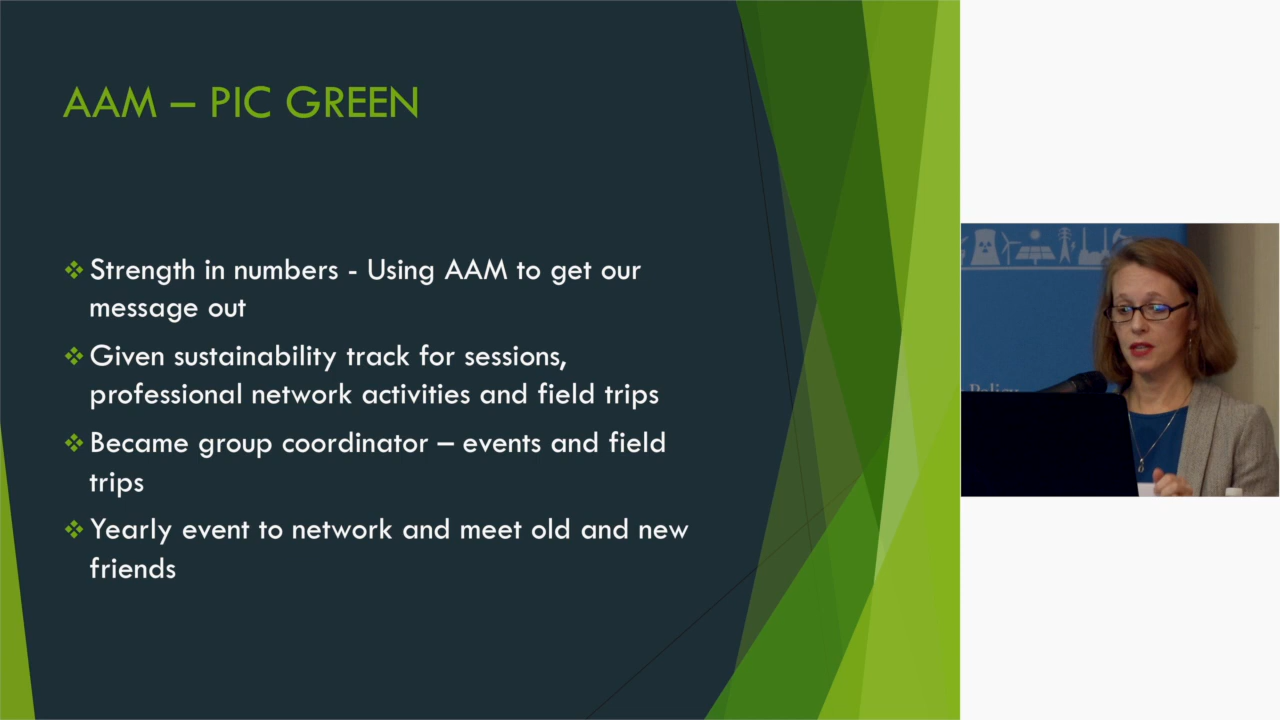 AAM – PIC GREEN
❖ Strength in numbers - Using AAM to get our
message out
❖ Given sustainability track for sessions,
professional network activities and field trips
❖ Became group coordinator – events and field
trips
❖ Yearly event to network and meet old and new
friends
Policy